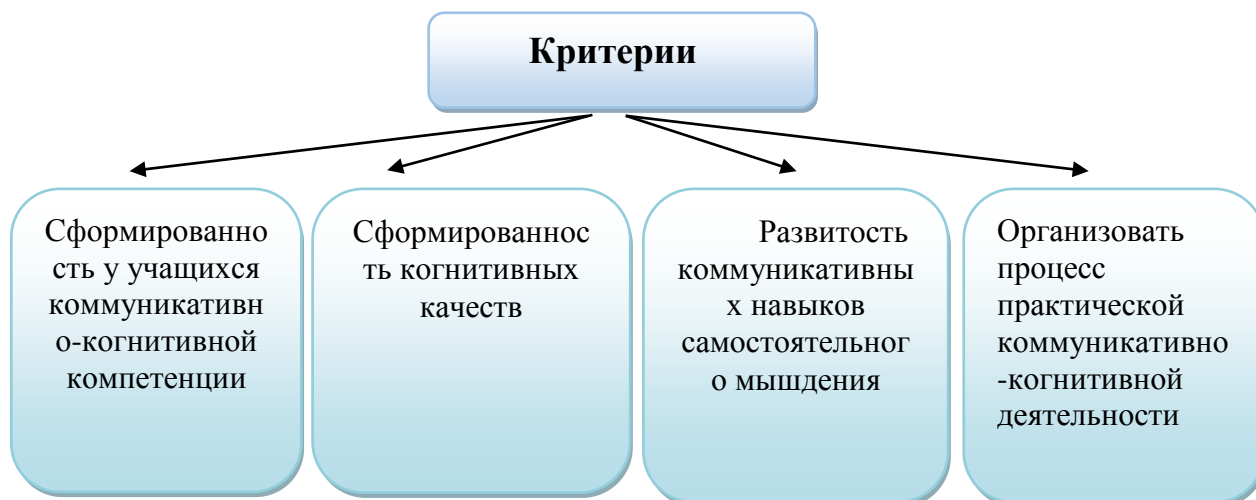 Критерии
Сформированно
сть у учащихся
коммуникативн
о-когнитивной
компетенции
Сформированнос
ть когнитивных
качеств
Развитость
коммуникативны
х навыков
самостоятельног
о мышдения
Организовать
процесс
практической
коммуникативно
-когнитивной
деятельности